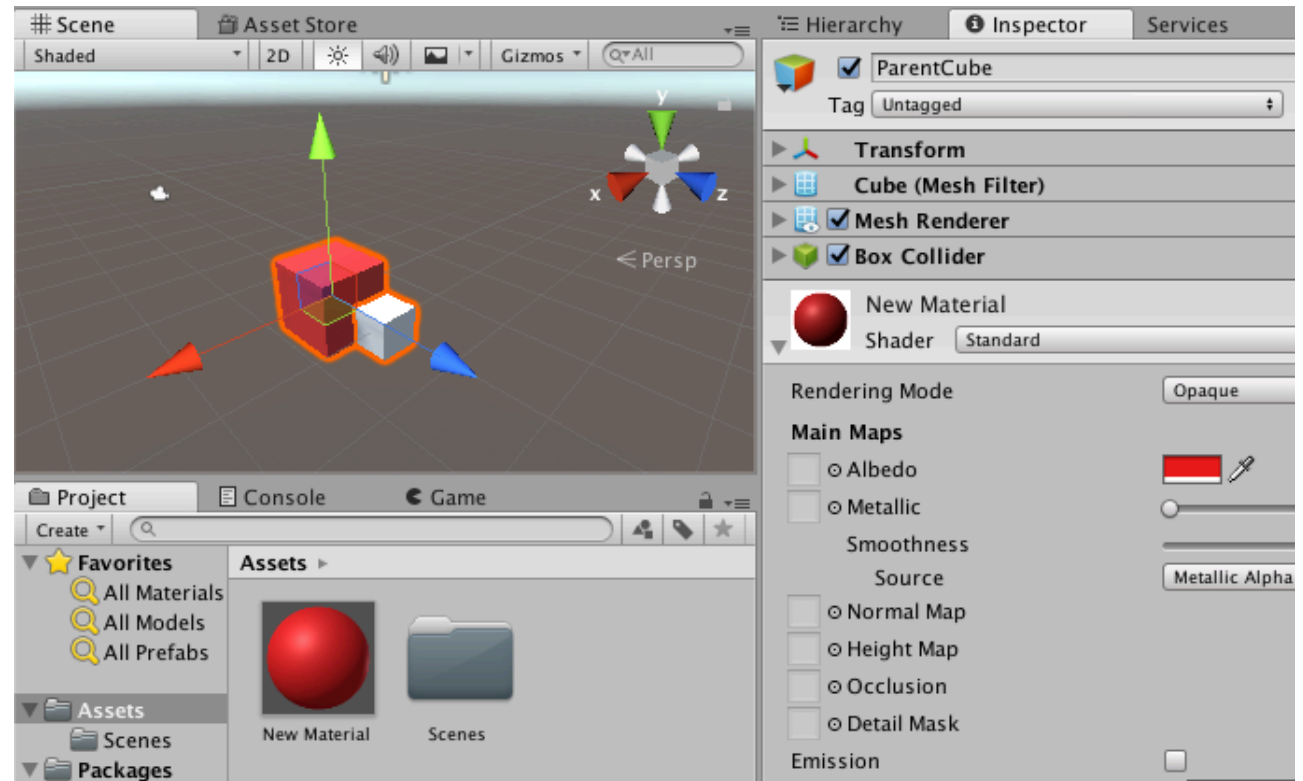 Scene
Asset Store
Shaded
2D
Gizmos
All
y
x
z
Persp
Project
Console
Game
Create
Favorites
All Materials
All Models
All Prefabs
Assets
Scenes
Packages
Assets
New Material
Scenes
Hierarchy
Inspector
Services
ParentCube
Tag Untagged
Transform
Cube (Mesh Filter)
Mesh Renderer
Box Collider
New Material
Shader Standard
Rendering Mode Opaque
Main Maps
Albedo
Metallic
Smoothness
Source Metallic Alpha
Normal Map
Height Map
Occlusion
Detail Mask
Emission